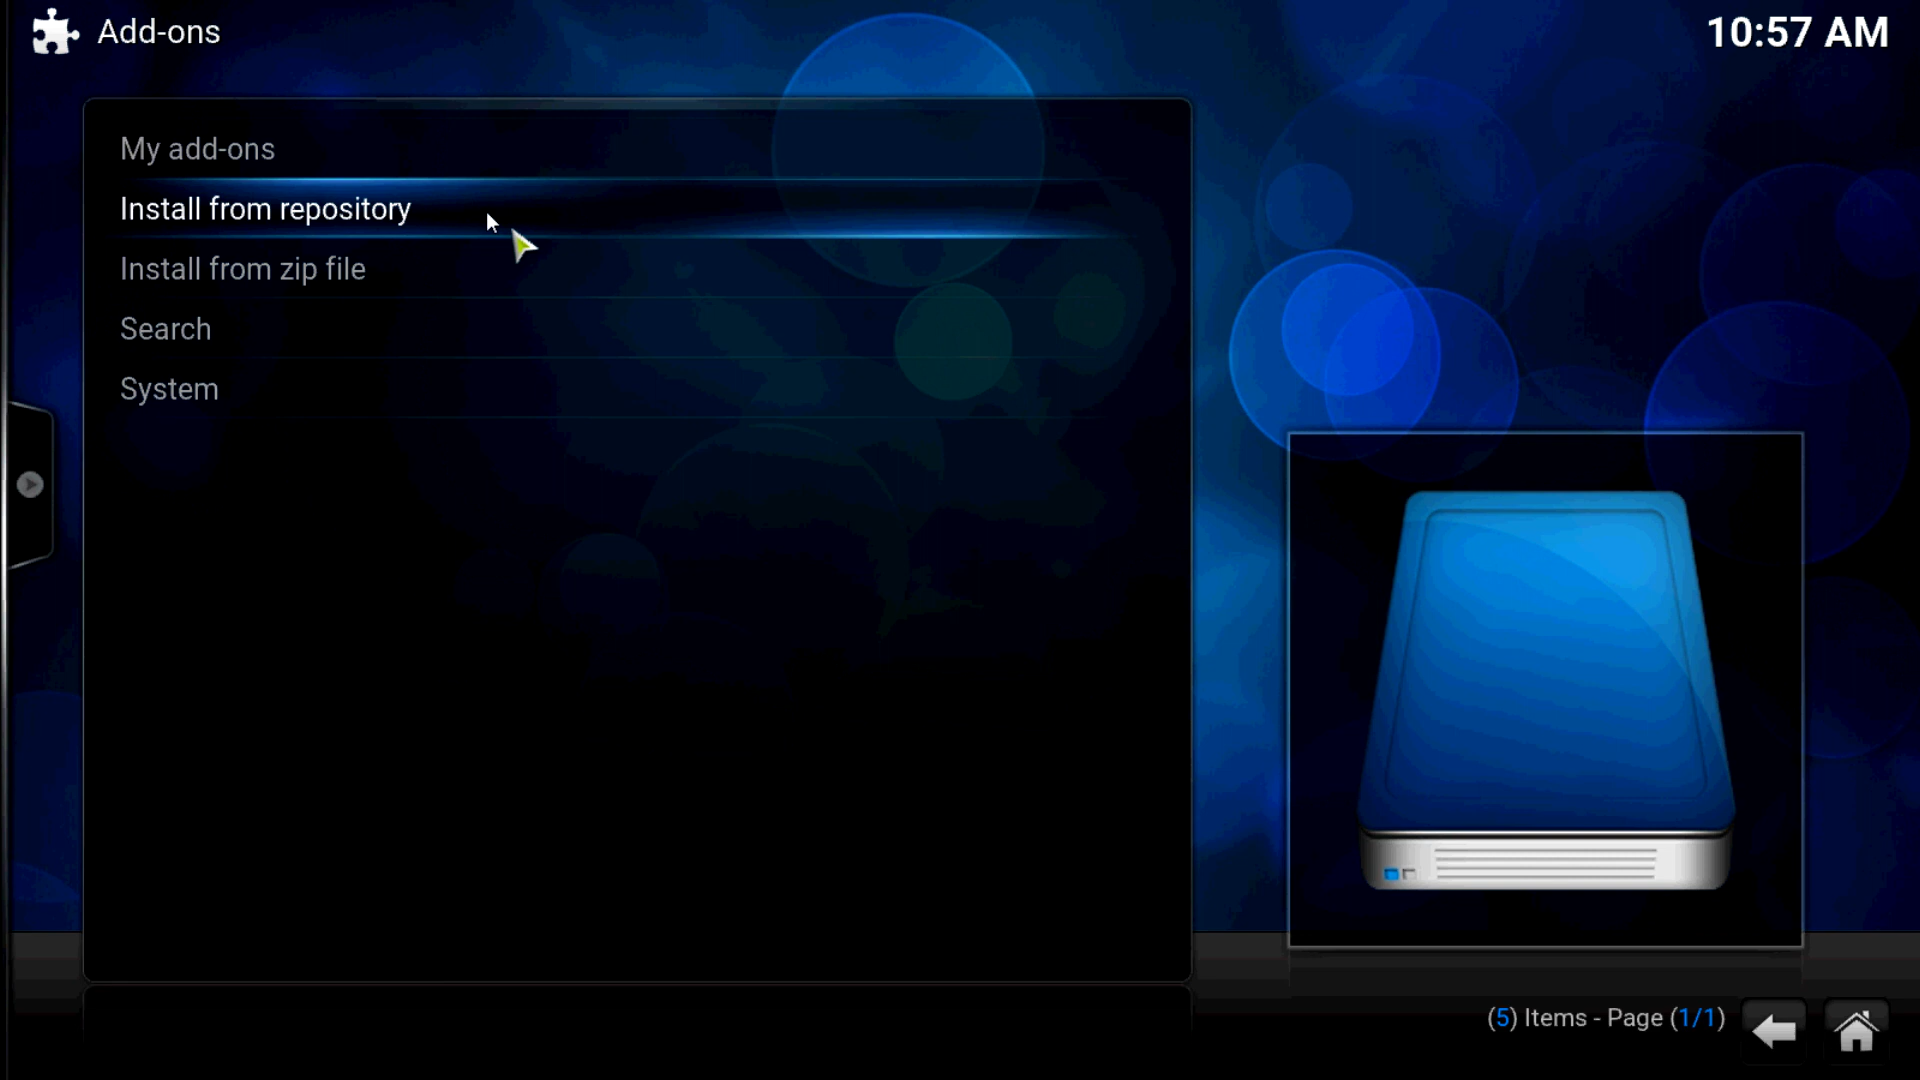 Add-ons
10:57 AM
My add-ons
Install from repository
Install from zip file
Search
System
(5) Items - Page (1/1)